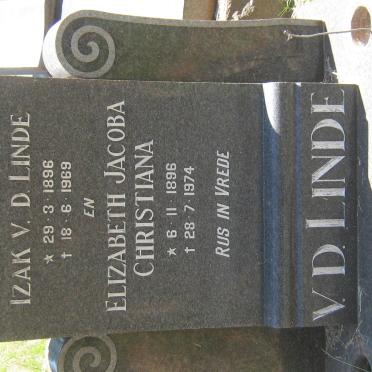 IZAK V. D. LINDE
* 29·3·1896
† 18·6·1969
EN
ELIZABETH JACOBA
CHRISTIANA
* 6·11·1896
† 28·7·1974
RUS IN VREDE
V. D. LINDE